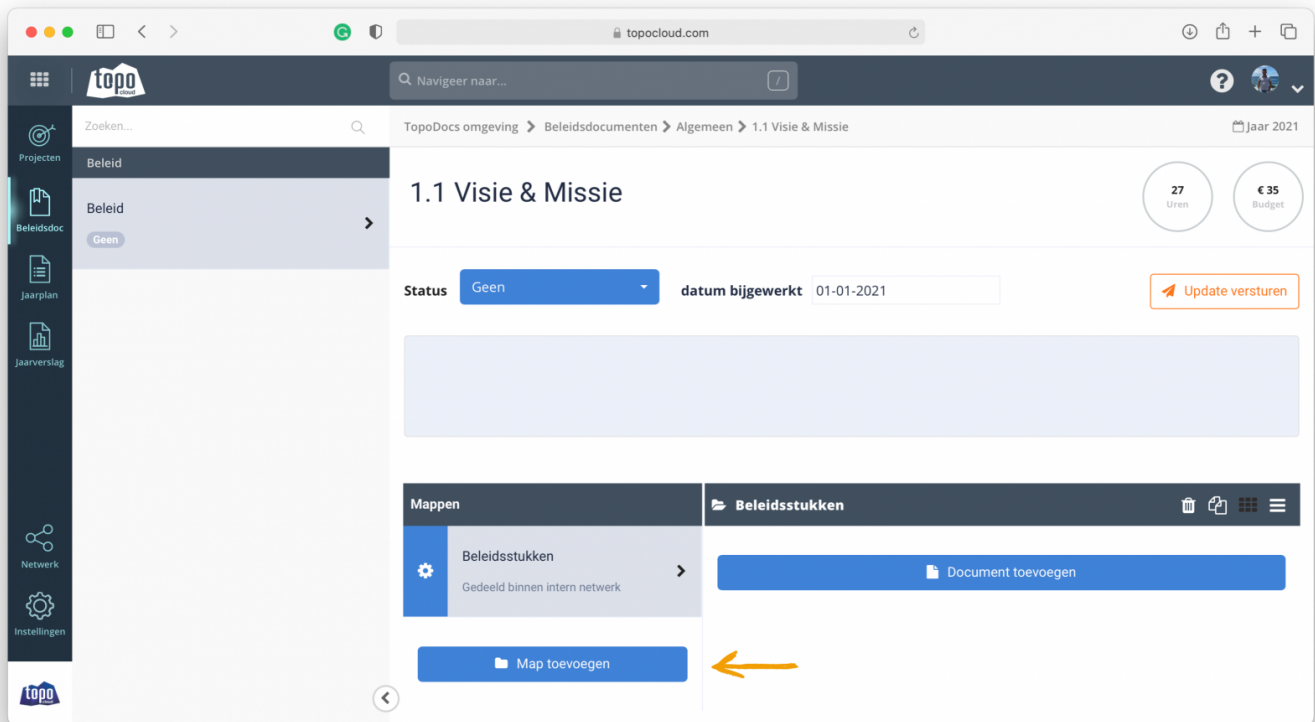 topocloud.com
topo
cloud
Navigeer naar...
/
?
Projecten
Beleidsdoc
Jaarplan
Jaarverslag
Netwerk
Instellingen
topo
cloud
Zoeken...
Beleid
Beleid
Geen
TopoDocs omgeving Beleidsdocumenten Algemeen 1.1 Visie & Missie
Jaar 2021
1.1 Visie & Missie
27
Uren
€ 35
Budget
Status Geen datum bijgewerkt 01-01-2021
Update versturen
Mappen
Beleidsstukken
Gedeeld binnen intern netwerk
Map toevoegen
Beleidsstukken
Document toevoegen